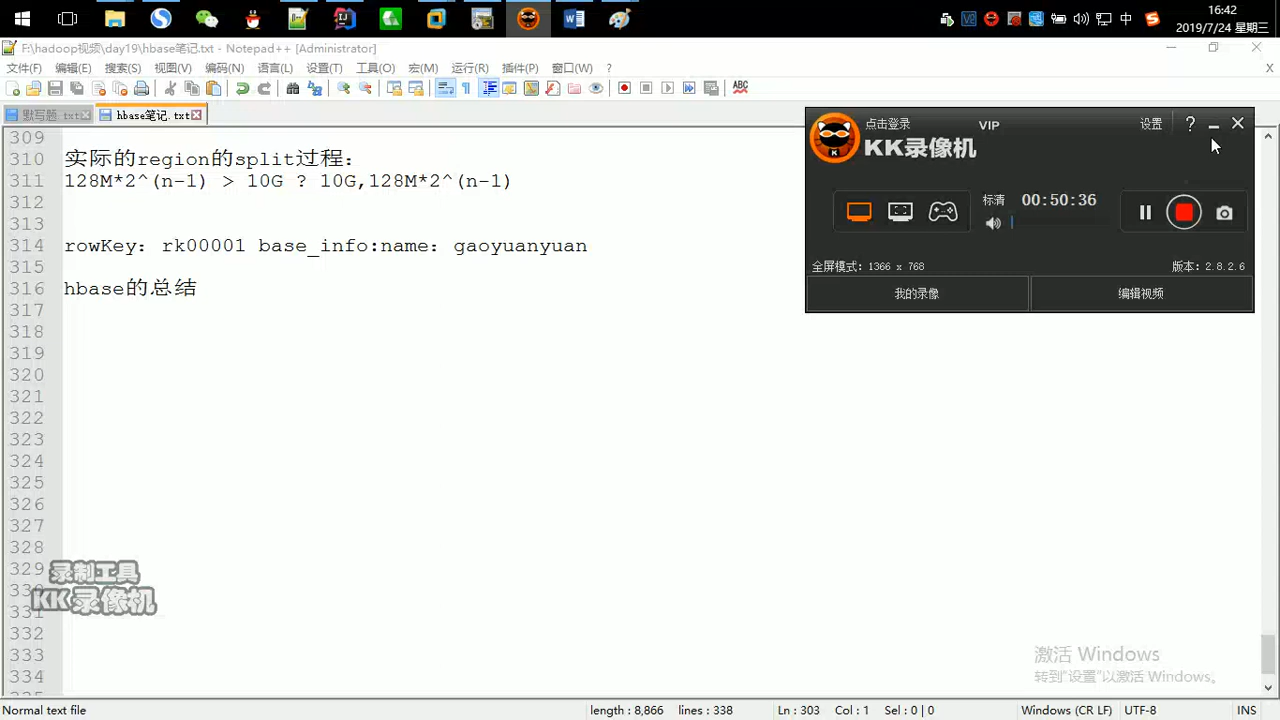 16:42
2019/7/24 星期三
中
F:\hadoop视频\day19\hbase笔记.txt - Notepad++ [Administrator]
文件(F) 编辑(E) 搜索(S) 视图(V) 编码(N) 语言(L) 设置(T) 工具(O) 宏(M) 运行(R) 插件(P) 窗口(W) ?
X
ABC
默写题.txt hbase笔记.txt
309
310 实际的region的split过程:
311 128M*2^(n-1) > 10G ? 10G,128M*2^(n-1)
312
313
314 rowKey: rk00001 base_info:name: gaoyuanyuan
315
316 hbase的总结
317
318
319
320
321
322
323
324
325
326
327
328
329
330
331
332
333
334
335
点击登录 VIP 设置 ?
KK录像机
标清 00:50:36
全屏模式: 1366 x 768 版本: 2.8.2.6
我的录像 编辑视频
录制工具
KK录像机
激活 Windows
转到“设置”以激活 Windows。
Normal text file length : 8,866 lines : 338 Ln : 303 Col : 1 Sel : 0 | 0 Windows (CR LF) UTF-8 INS